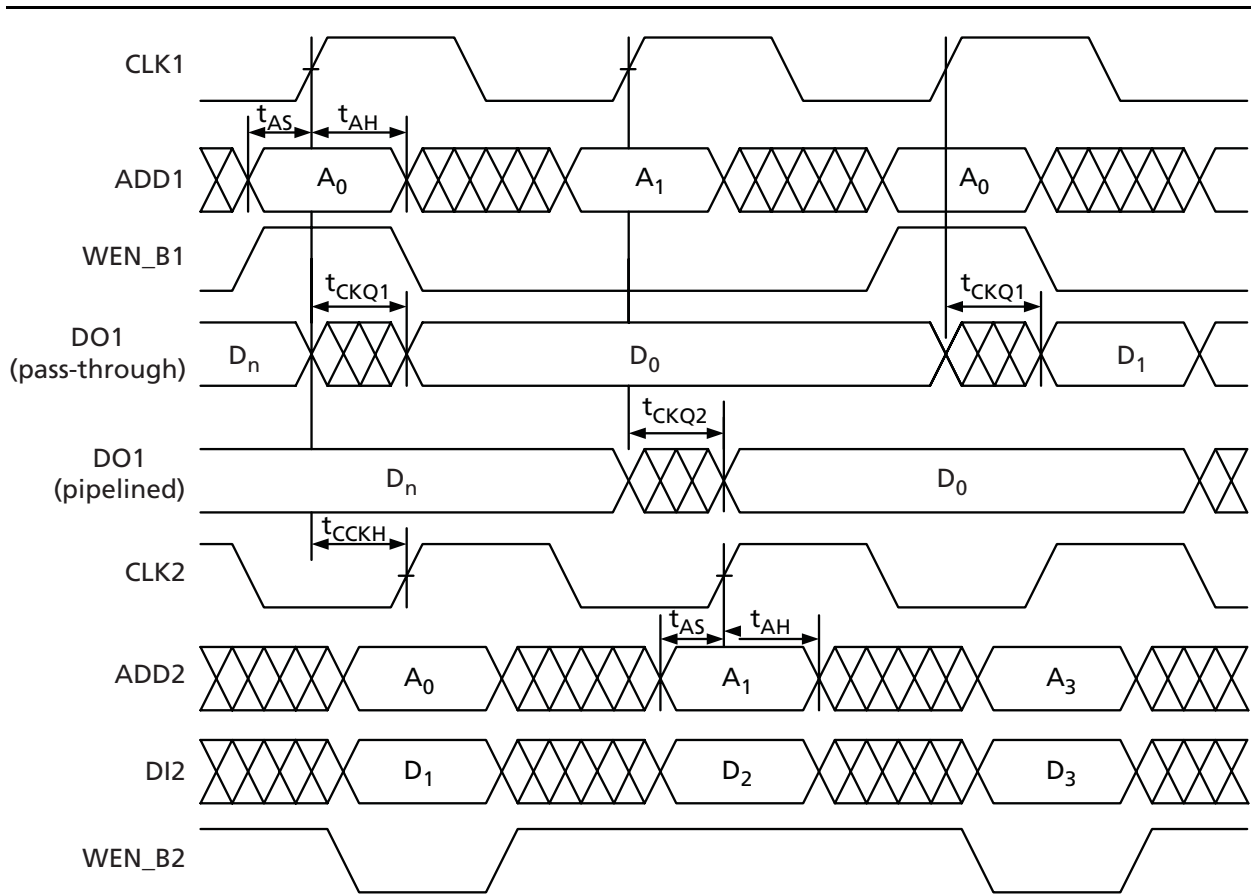 CLK1
tAS tAH
ADD1 A0 A1 A0
WEN_B1
tCKQ1 tCKQ1
DO1
(pass-through) Dn D0 D1
tCKQ2
DO1
(pipelined) Dn D0
tCCKH
CLK2
tAS tAH
ADD2 A0 A1 A3
DI2 D1 D2 D3
WEN_B2